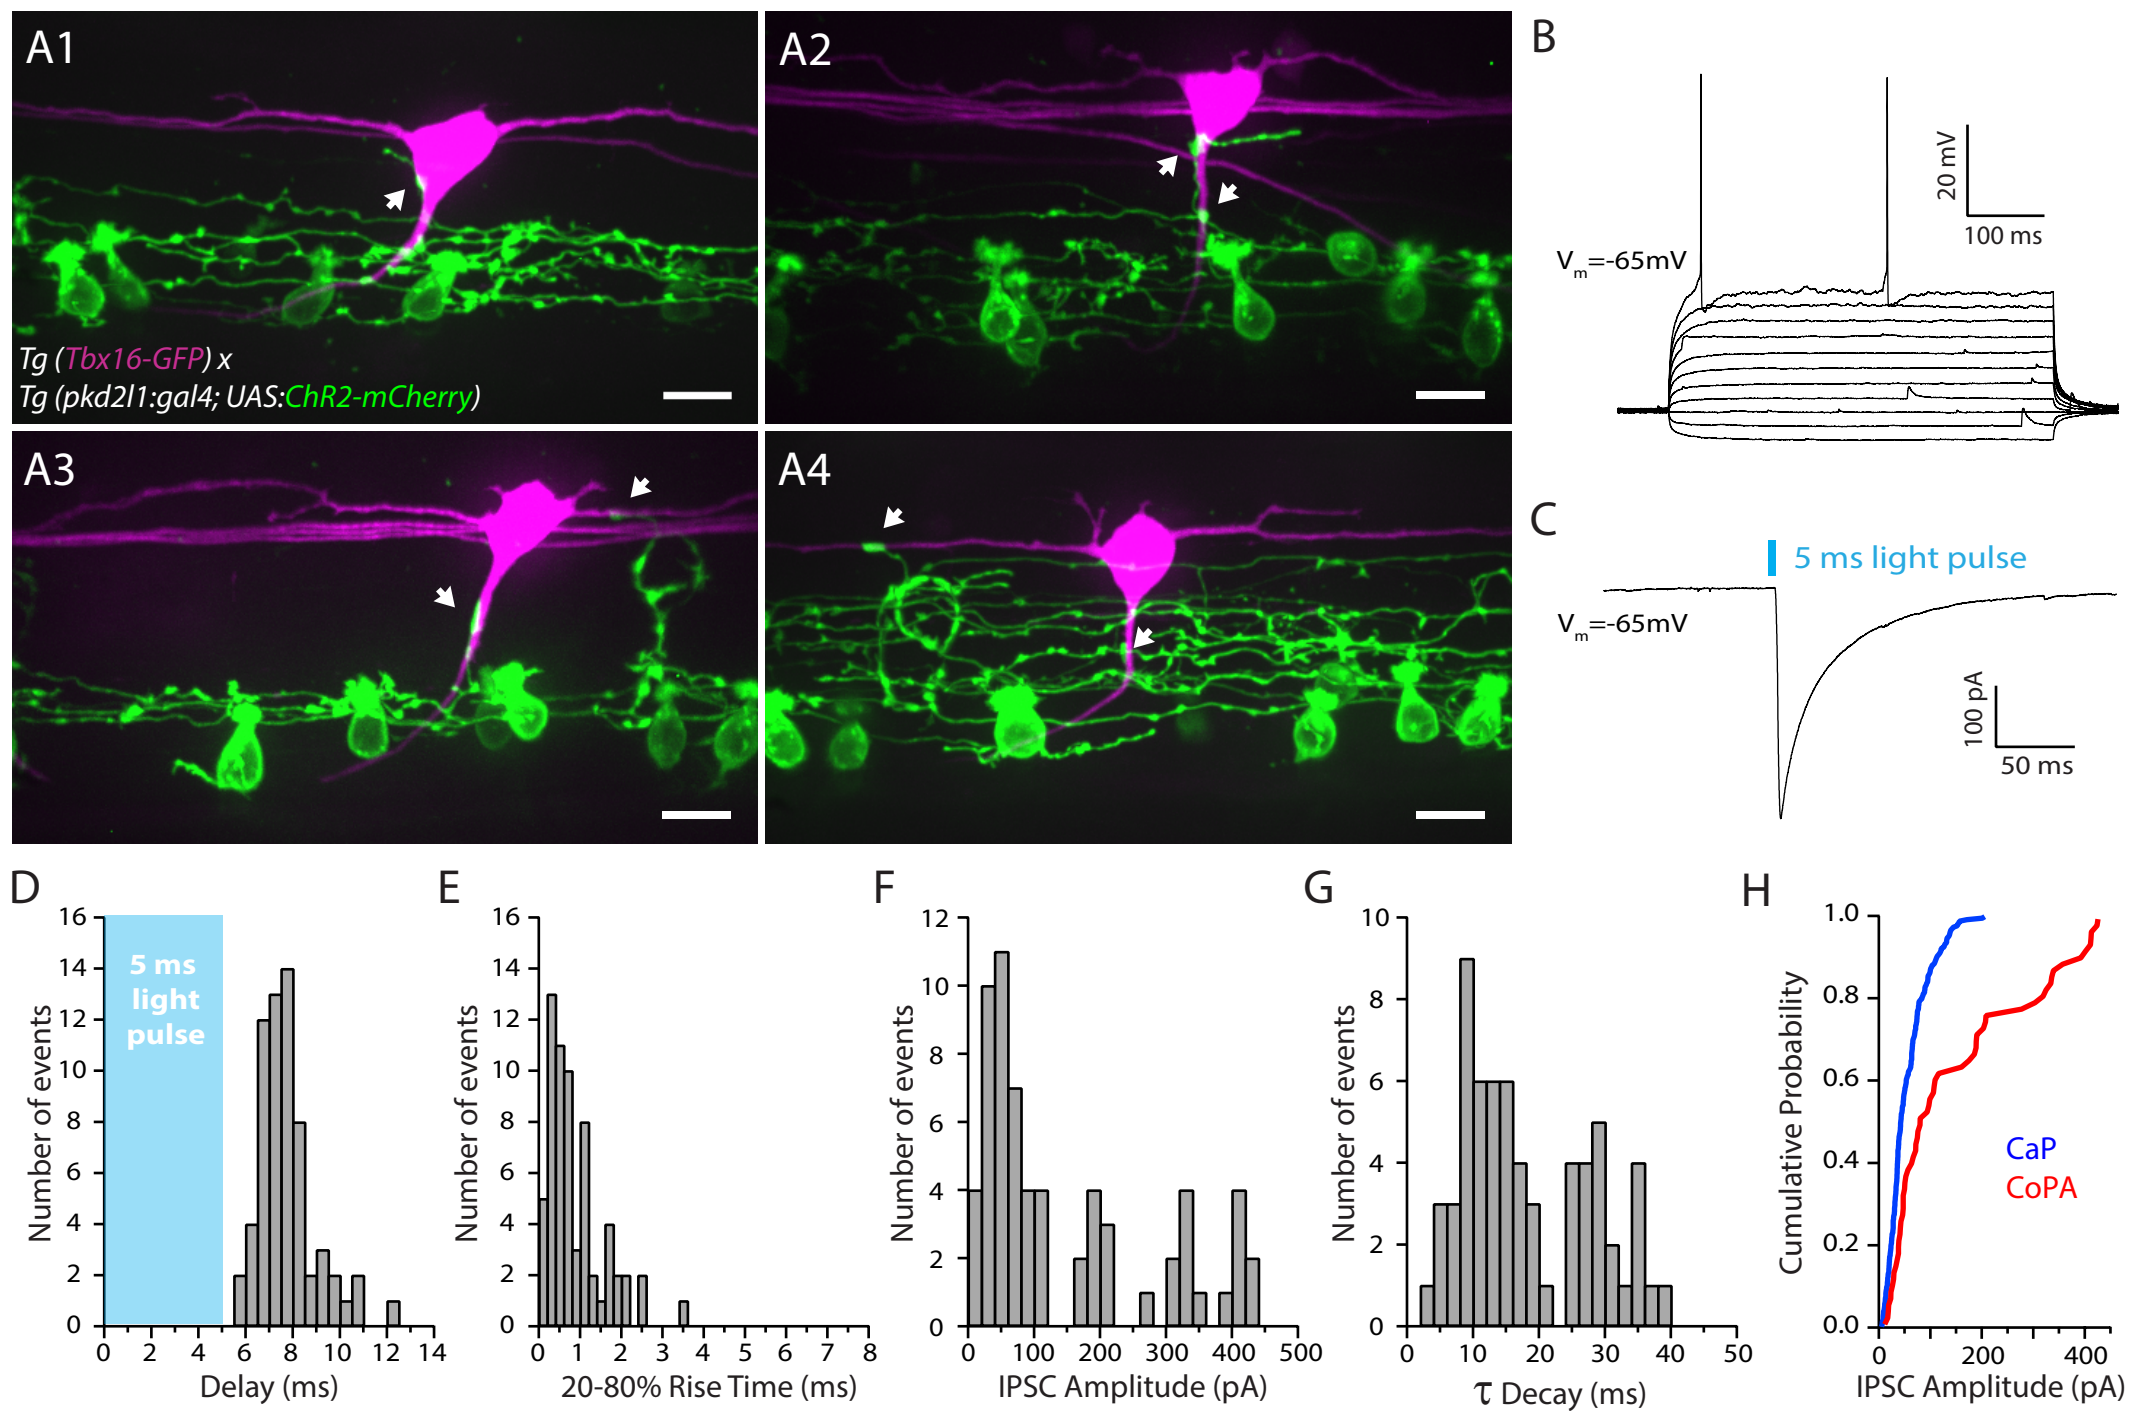 A1
A2
Tg (Tbx16-GFP) x
Tg (pkd2l1:gal4; UAS:ChR2-mCherry)
A3
A4
B
Vm=-65mV
20 mV
100 ms
C
5 ms light pulse
Vm=-65mV
100 pA
50 ms
D
16
14
12
10
8
6
4
2
0
Number of events
5 ms
light
pulse
0 2 4 6 8 10 12 14
Delay (ms)
E
16
14
12
10
8
6
4
2
0
Number of events
0 1 2 3 4 5 6 7 8
20-80% Rise Time (ms)
F
12
10
8
6
4
2
0
Number of events
0 100 200 300 400 500
IPSC Amplitude (pA)
G
10
8
6
4
2
0
Number of events
0 10 20 30 40 50
τ Decay (ms)
H
1.0
0.8
0.6
0.4
0.2
0.0
Cumulative Probability
CaP
CoPA
0 200 400
IPSC Amplitude (pA)